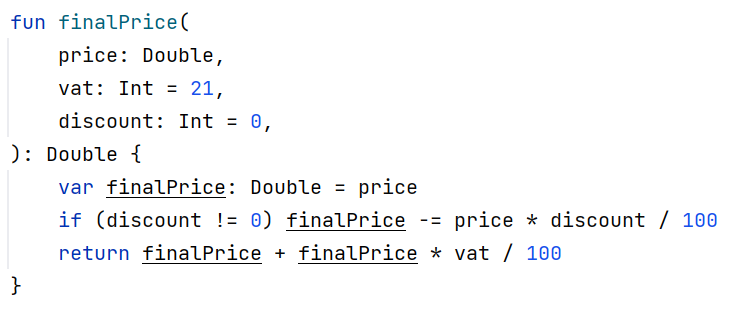 fun finalPrice(
    price: Double,
    vat: Int = 21,
    discount: Int = 0,
): Double {
    var finalPrice: Double = price
    if (discount != 0) finalPrice -= price * discount / 100
    return finalPrice + finalPrice * vat / 100
}